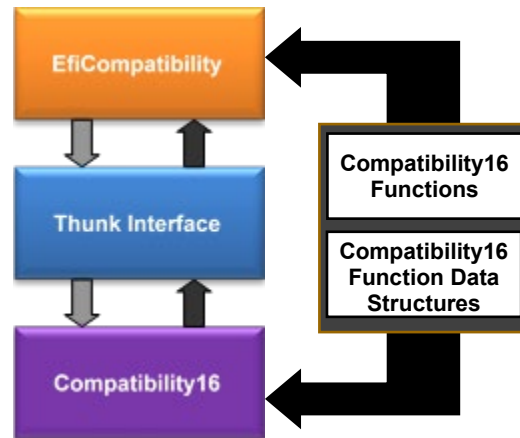 EfiCompatibility
Thunk Interface
Compatibility16
Compatibility16
Functions
Compatibility16
Function Data
Structures